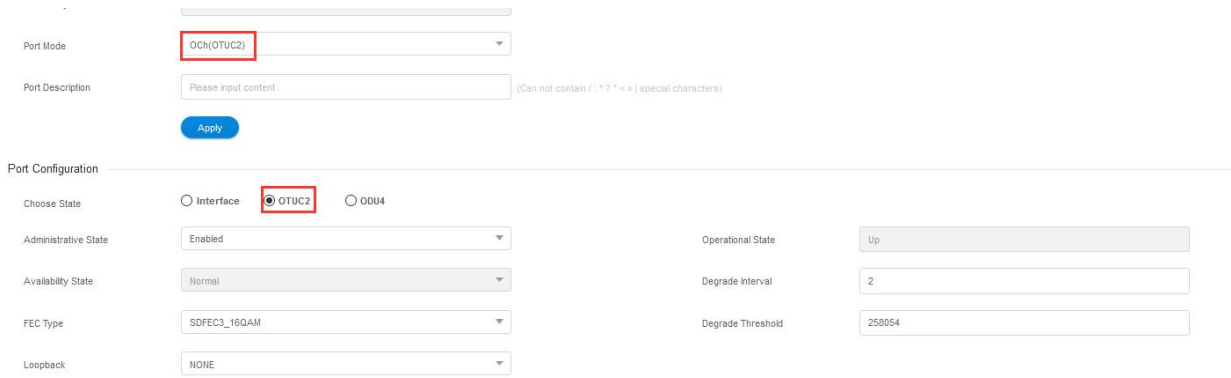 Port Mode OCh(OTUC2)
Port Description Please input content (Can not contain / : * ? " < > | special characters)
Apply
Port Configuration
Choose State Interface OTUC2 ODU4
Administrative State Enabled Operational State Up
Availability State Normal Degrade Interval 2
FEC Type SDFEC3_16QAM Degrade Threshold 258054
Loopback NONE